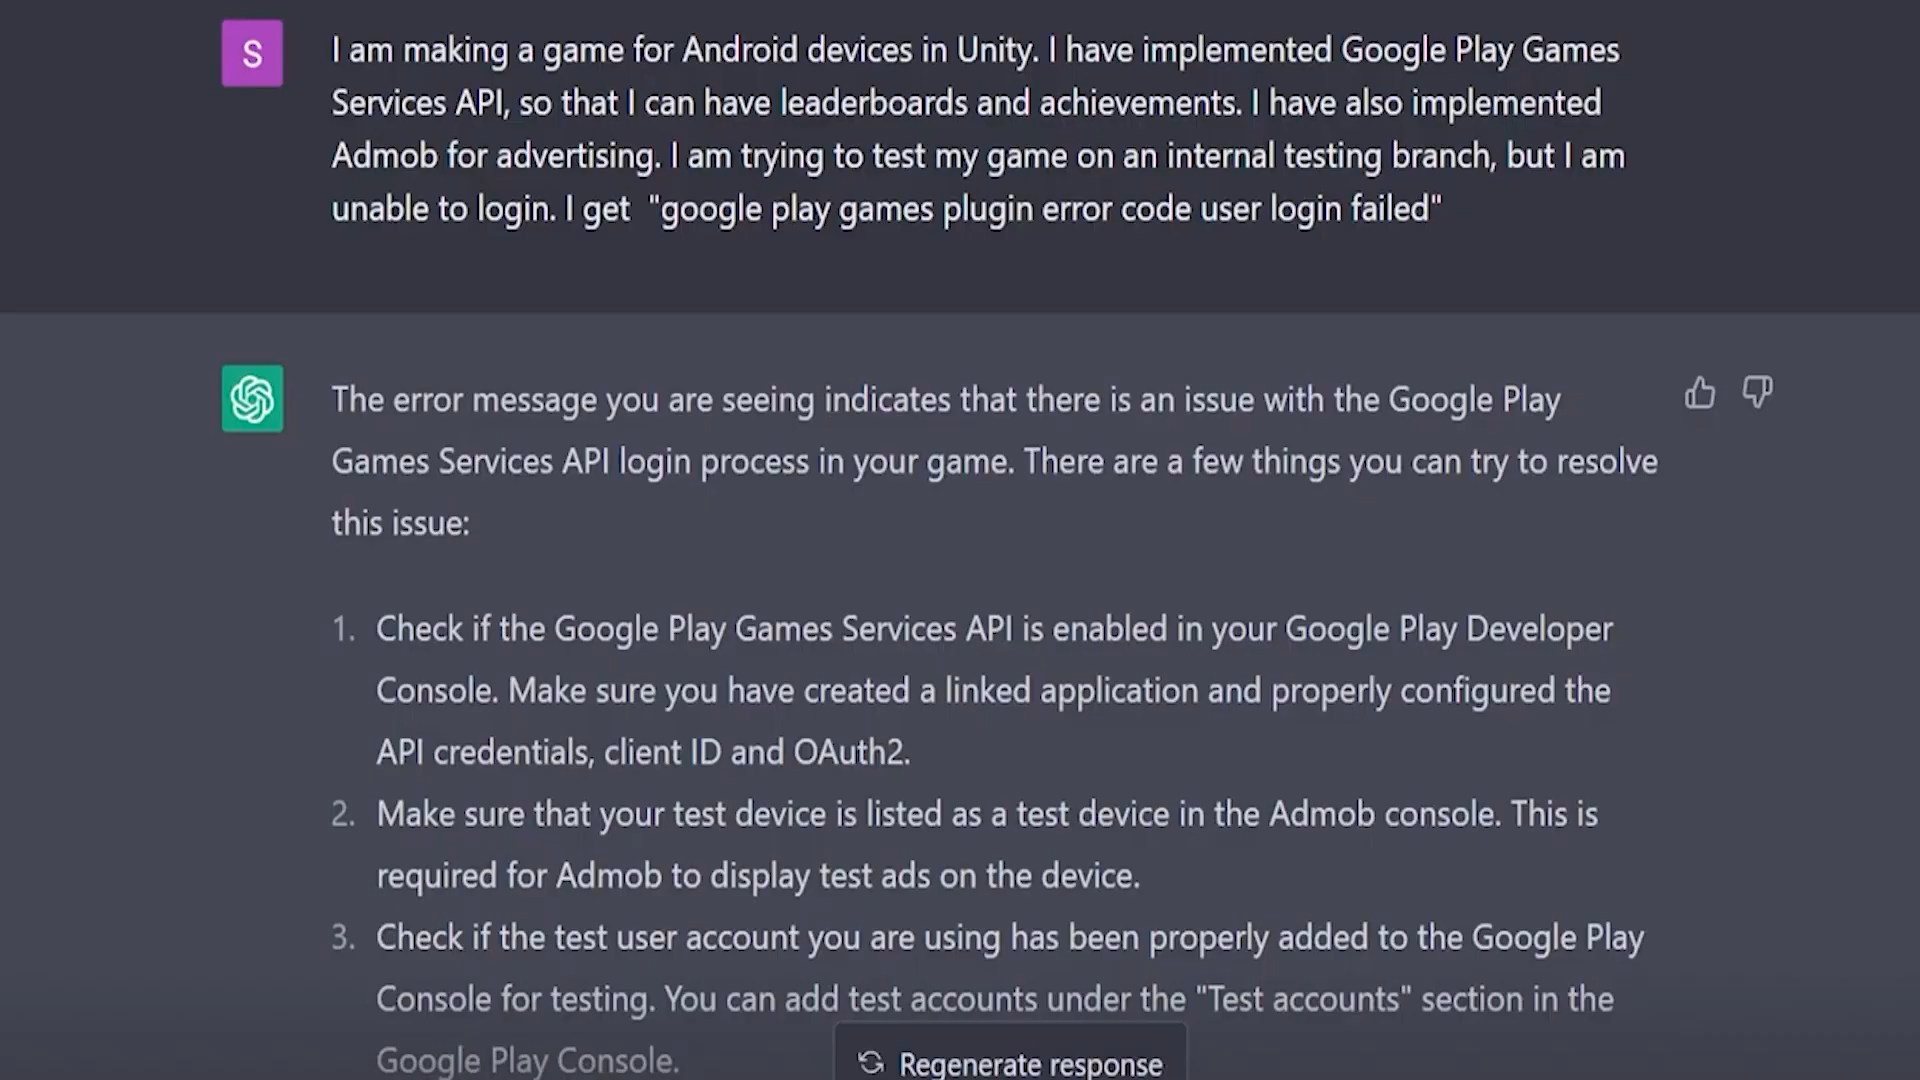 S
I am making a game for Android devices in Unity. I have implemented Google Play Games
Services API, so that I can have leaderboards and achievements. I have also implemented
Admob for advertising. I am trying to test my game on an internal testing branch, but I am
unable to login. I get  "google play games plugin error code user login failed"
The error message you are seeing indicates that there is an issue with the Google Play
Games Services API login process in your game. There are a few things you can try to resolve
this issue:
1. Check if the Google Play Games Services API is enabled in your Google Play Developer
Console. Make sure you have created a linked application and properly configured the
API credentials, client ID and OAuth2.
2. Make sure that your test device is listed as a test device in the Admob console. This is
required for Admob to display test ads on the device.
3. Check if the test user account you are using has been properly added to the Google Play
Console for testing. You can add test accounts under the "Test accounts" section in the
Google Play Console.
Regenerate response